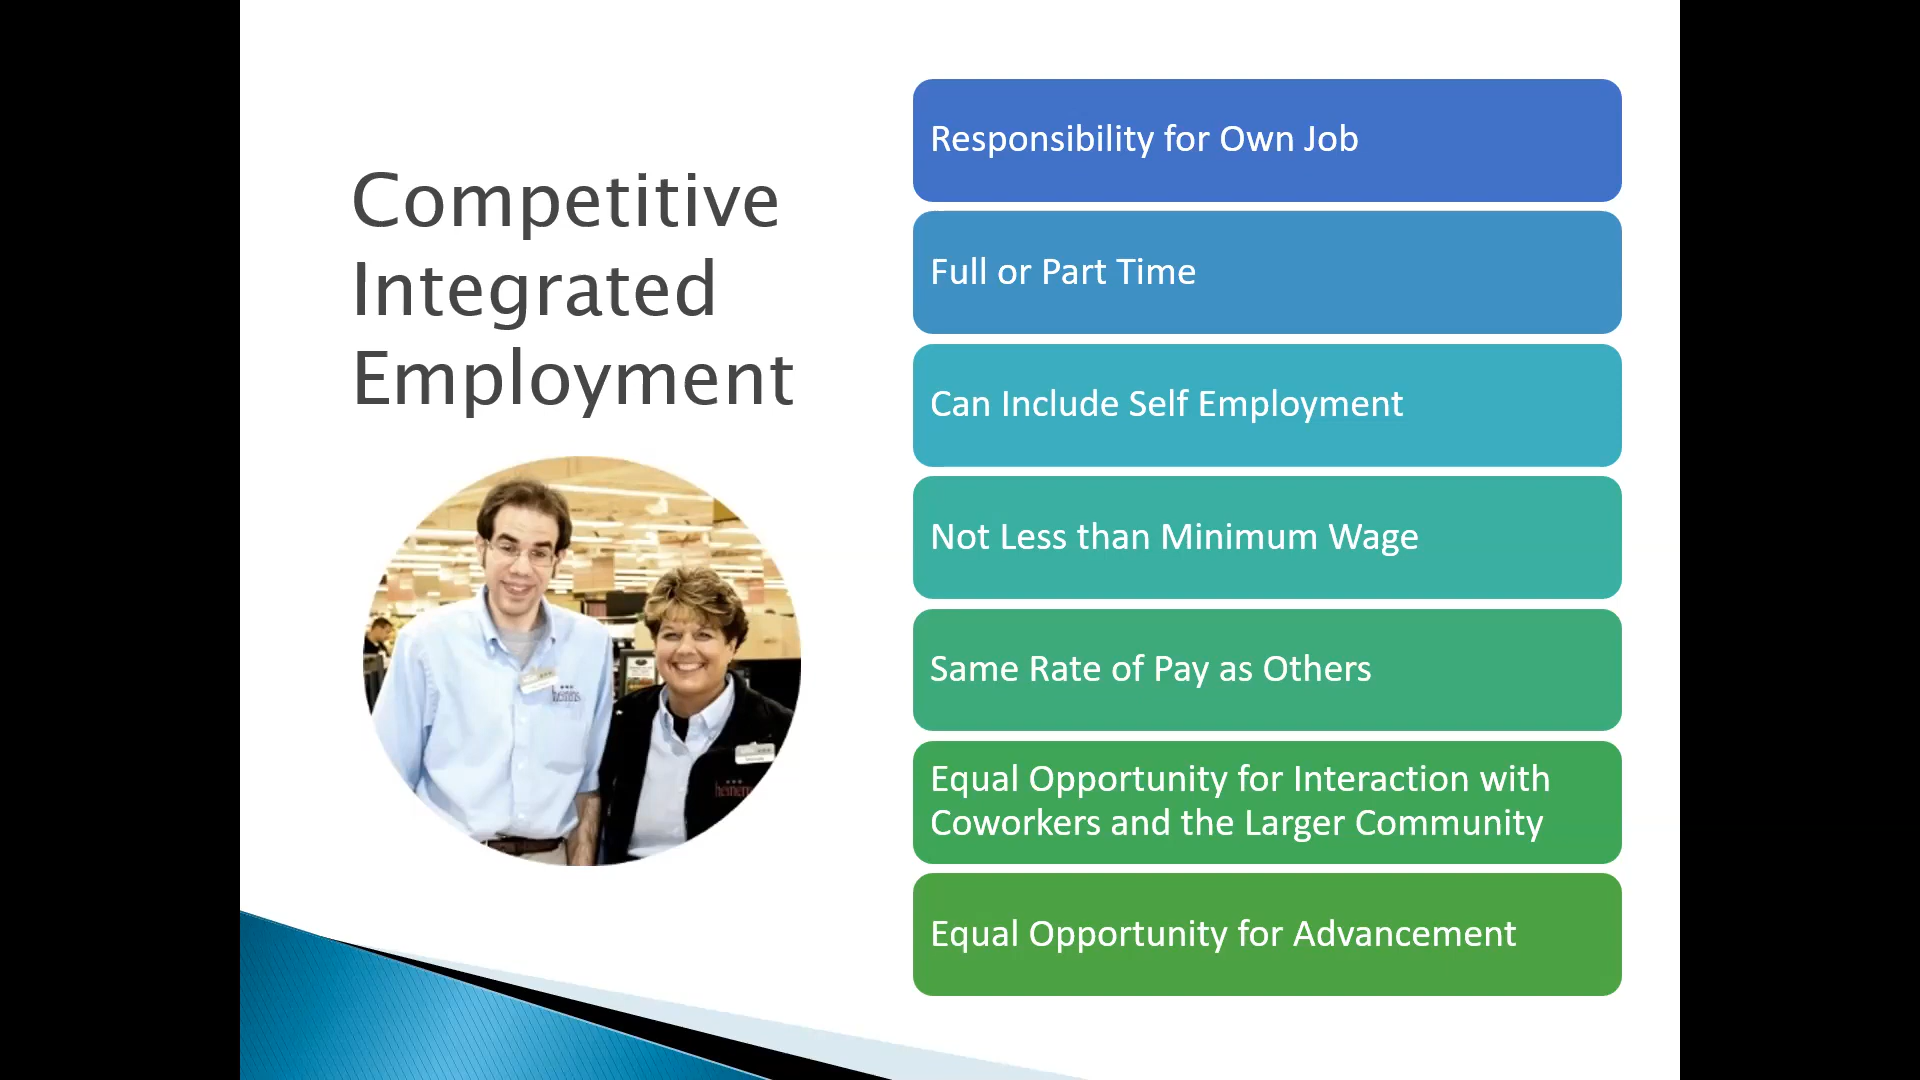 Competitive
Integrated
Employment
Responsibility for Own Job
Full or Part Time
Can Include Self Employment
Not Less than Minimum Wage
Same Rate of Pay as Others
Equal Opportunity for Interaction with
Coworkers and the Larger Community
Equal Opportunity for Advancement